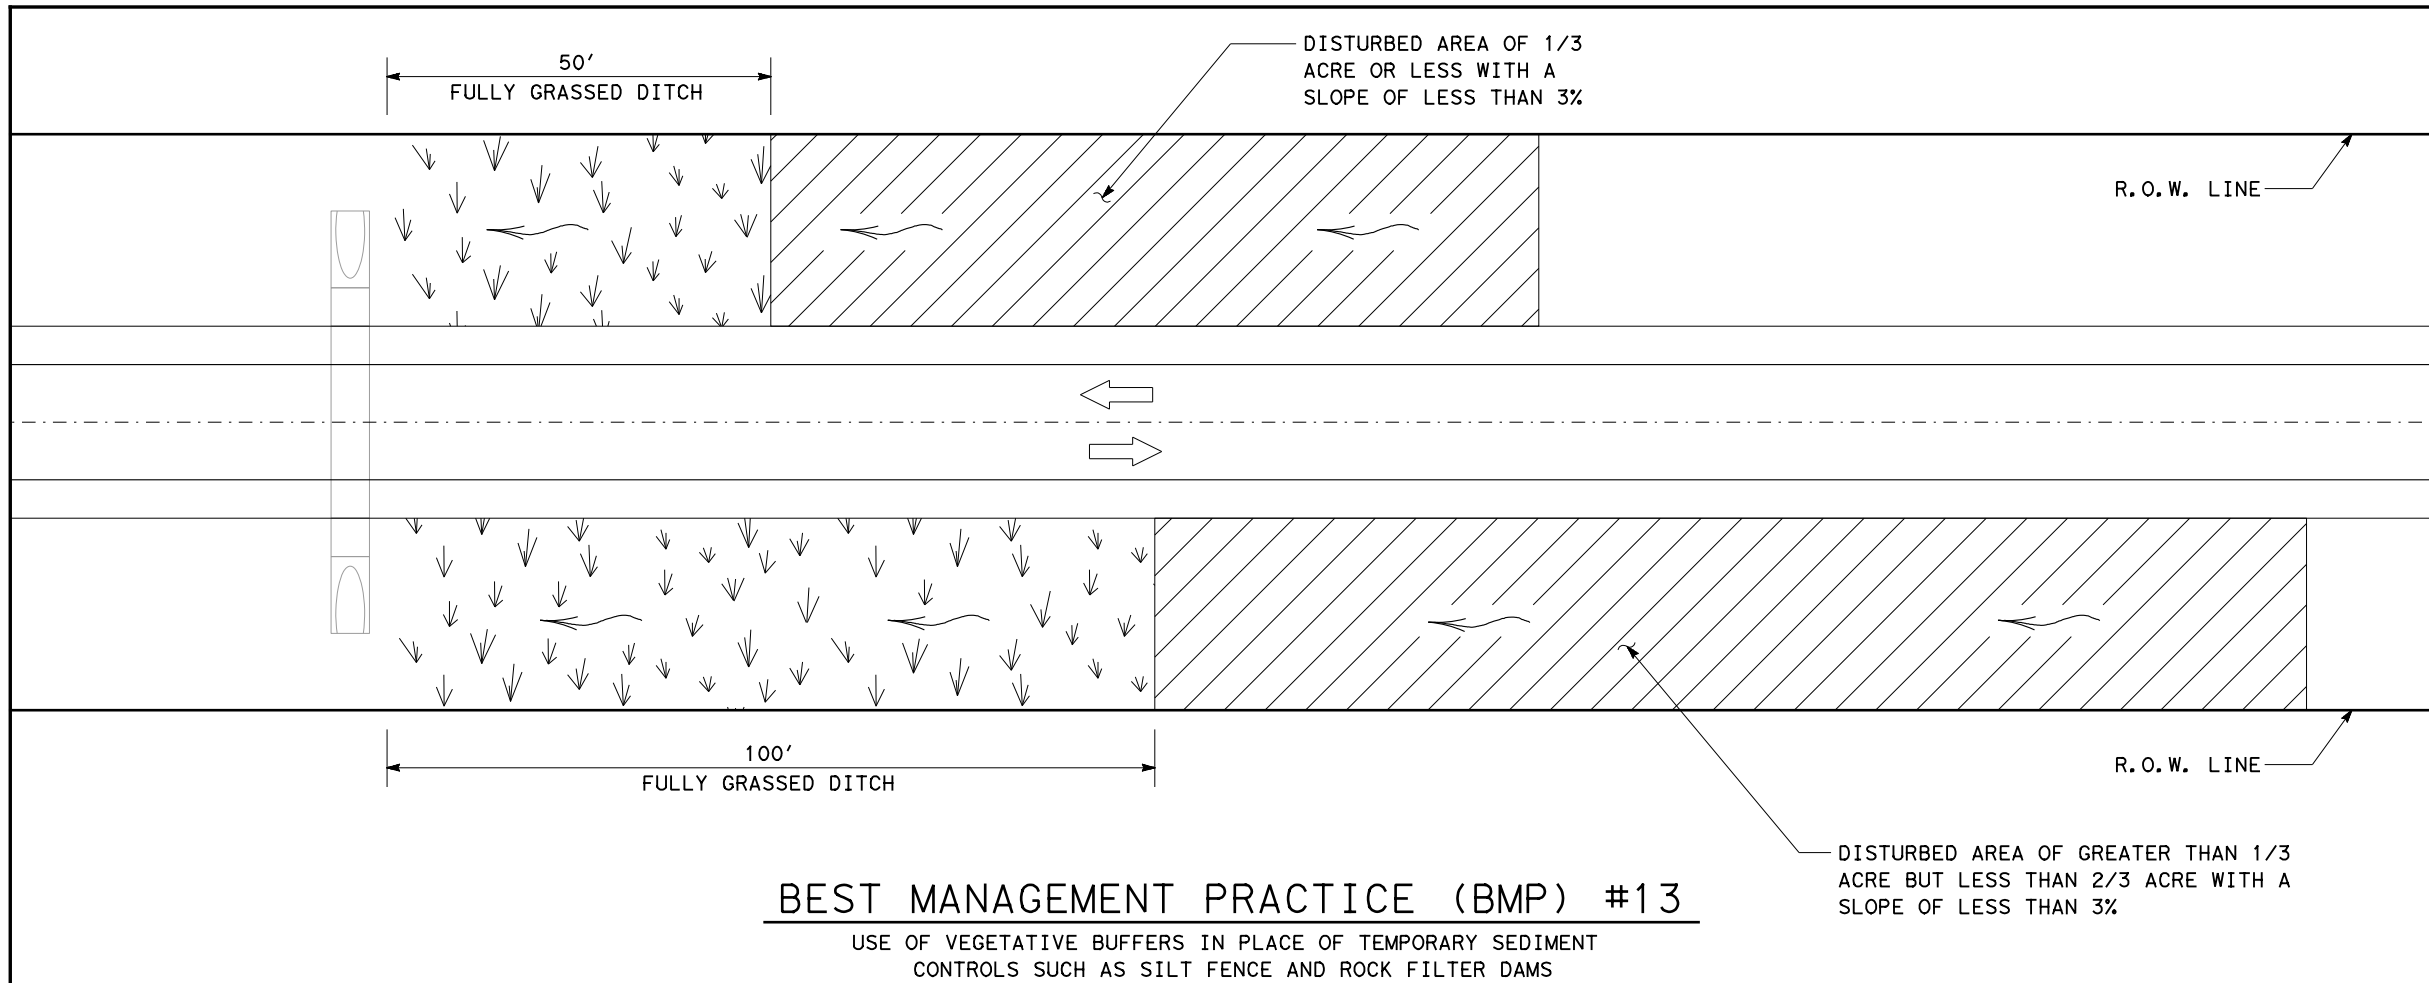 DISTURBED AREA OF 1/3
ACRE OR LESS WITH A
SLOPE OF LESS THAN 3%
50'
FULLY GRASSED DITCH
R.O.W. LINE
100'
FULLY GRASSED DITCH
R.O.W. LINE
DISTURBED AREA OF GREATER THAN 1/3
ACRE BUT LESS THAN 2/3 ACRE WITH A
SLOPE OF LESS THAN 3%
BEST MANAGEMENT PRACTICE (BMP) #13
USE OF VEGETATIVE BUFFERS IN PLACE OF TEMPORARY SEDIMENT
CONTROLS SUCH AS SILT FENCE AND ROCK FILTER DAMS